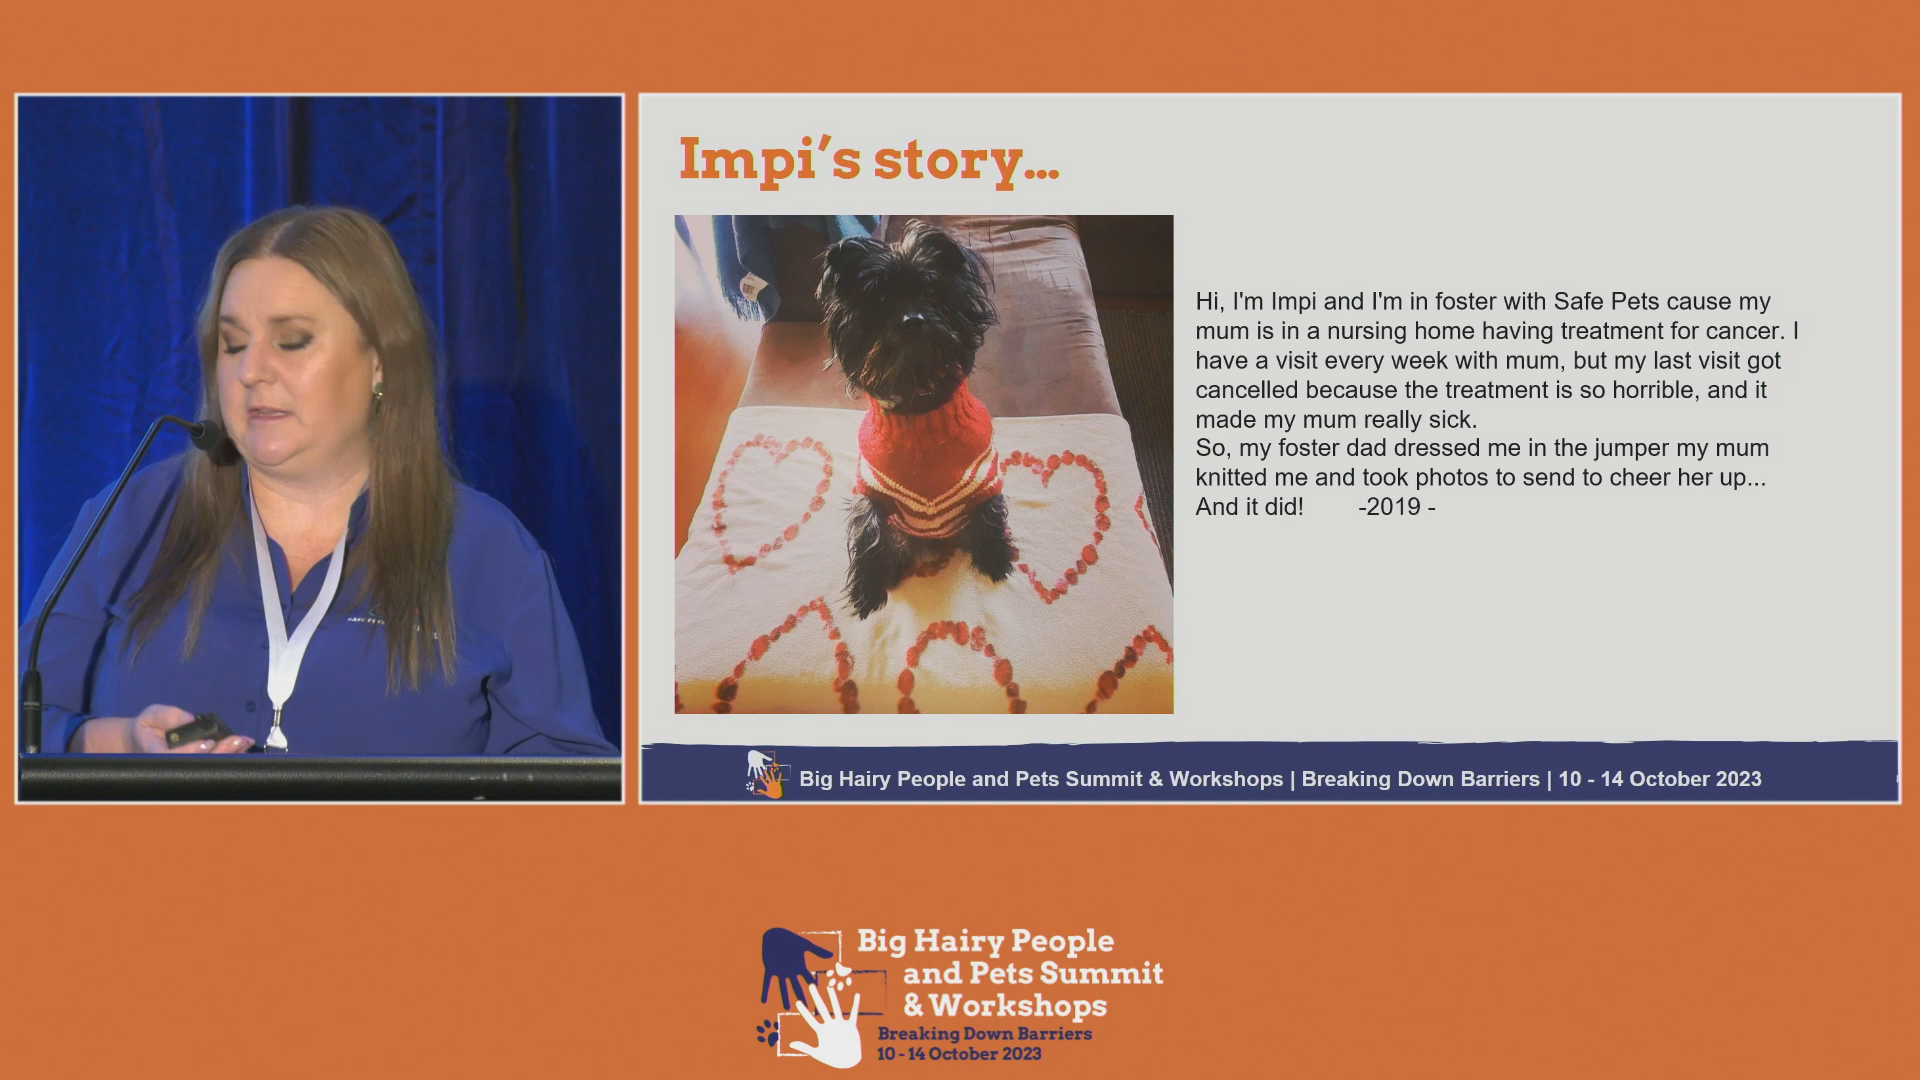 Impi's story...
Hi, I'm Impi and I'm in foster with Safe Pets cause my
mum is in a nursing home having treatment for cancer. I
have a visit every week with mum, but my last visit got
cancelled because the treatment is so horrible, and it
made my mum really sick.
So, my foster dad dressed me in the jumper my mum
knitted me and took photos to send to cheer her up...
And it did! -2019 -
Big Hairy People and Pets Summit & Workshops | Breaking Down Barriers | 10 - 14 October 2023
Big Hairy People
and Pets Summit
& Workshops
Breaking Down Barriers
10 - 14 October 2023